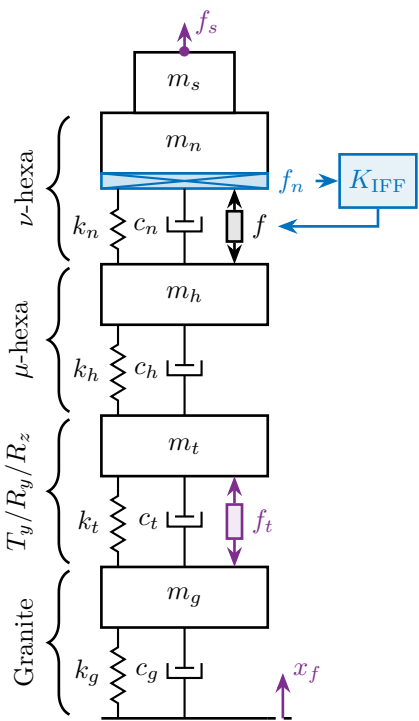 f_s
m_s
m_n
f_n
K_IFF
ν-hexa
k_n
c_n
f
m_h
μ-hexa
k_h
c_h
m_t
T_y/R_y/R_z
k_t
c_t
f_t
m_g
Granite
k_g
c_g
x_f